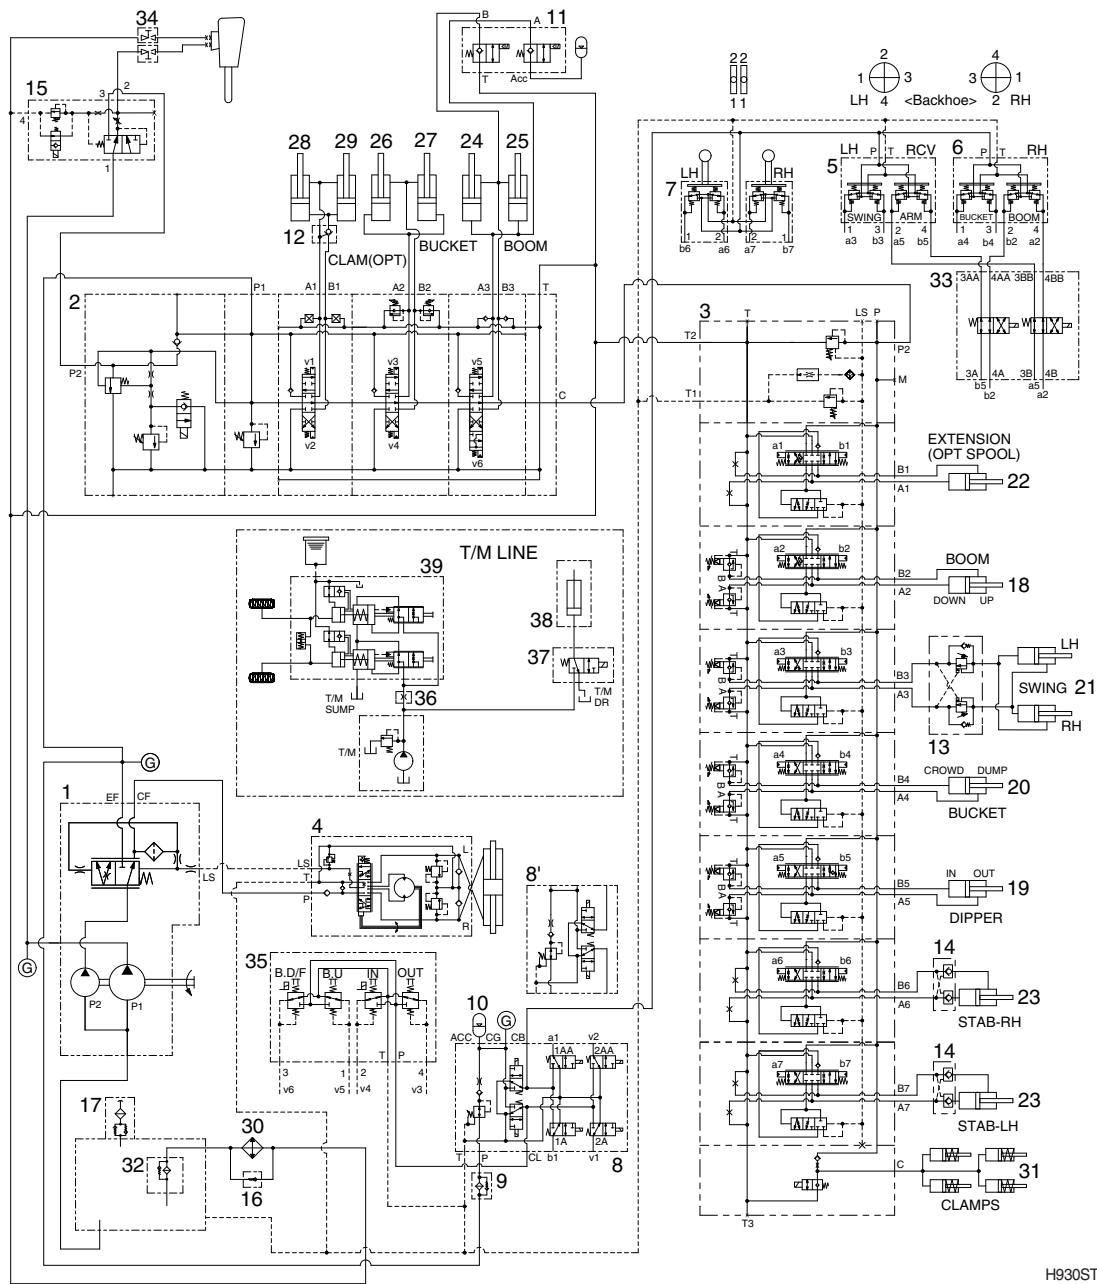 34
B A 11
T Acc
15
3 2
4
1
22
11
2
1 3
4
LH <Backhoe>
4
3 1
2 RH
28 29 26 27 24 25
12
CLAM(OPT)
BUCKET
BOOM
LH RH
7
1 2 2 1
b6 a6 a7 b7
LH P T RCV
5
SWING ARM
1 3 2 4
a3 b3 a5 b5
6 P T RH
BUCKET BOOM
1 3 2 4
a4 b4 b2 a2
33
3AA 4AA 3BB 4BB
3A 4A 3B 4B
b5 a5
b2 a2
2
P1 A1 B1 A2 B2 A3 B3 T
P2
v1 v3 v5
C
v2 v4 v6
3
T LS P
T2 P2
M
T1
a1 b1
B1
A1
EXTENSION
(OPT SPOOL)
22
a2 b2
T
B A
T
B2
A2
BOOM
DOWN UP
18
a3 b3
T
B A
T
B3
A3
LH
SWING 21
RH
13
a4 b4
T
B A
T
B4
A4
CROWD DUMP
20
BUCKET
a5 b5
T
B A
T
B5
A5
IN OUT
19
DIPPER
a6 b6
B6
A6
14
23
STAB-RH
a7 b7
B7
A7
14
23
STAB-LH
C
31
CLAMPS
T3
T/M LINE
39
38
37
T/M
SUMP
36
T/M
DR
T/M
G
1
EF CF
LS
P2 P1
G
4
LS
T
P
L
R
8'
35
B.D/F B.U IN OUT
T P
3 1 2 4
v6 v5 v4 v3
10
G
ACC CG CB a1 v2
1AA 2AA
1A 2A
T P CL b1 v1
8
9
17
32
30
16
H930ST